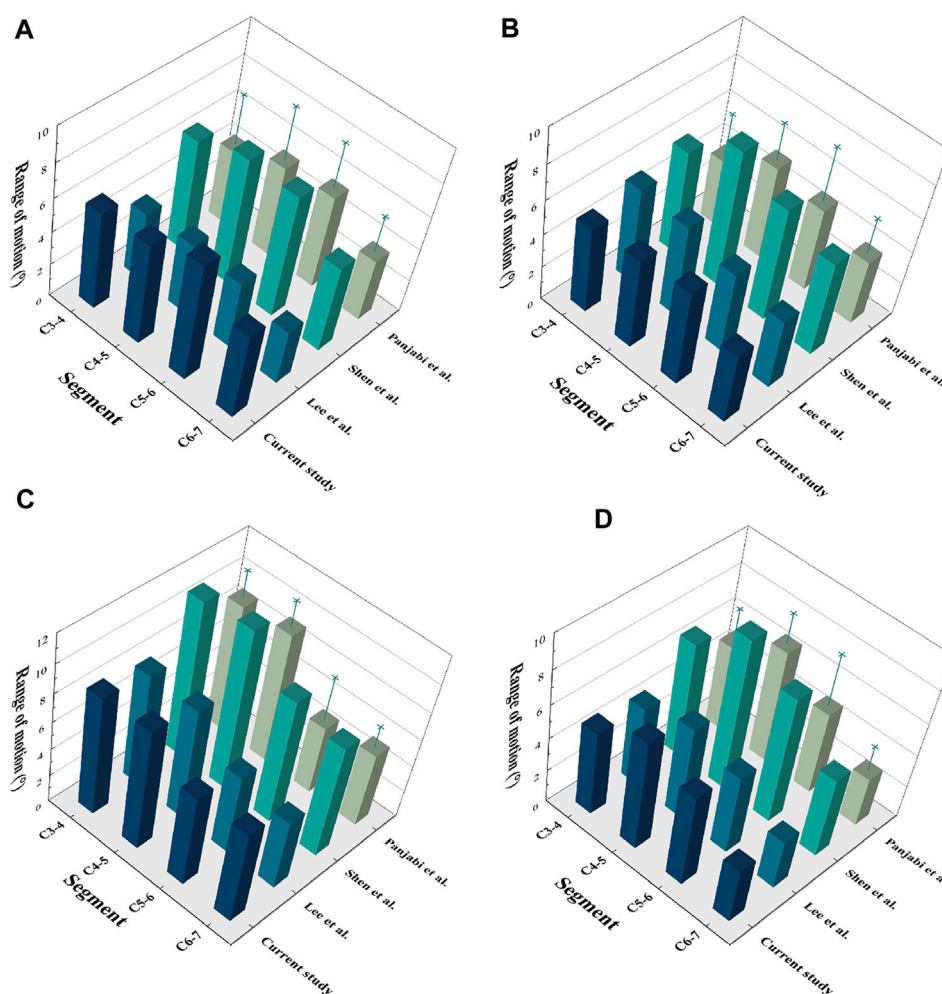 A
10
8
6
4
2
0
Range of motion (°)
C3-4
C4-5
C5-6
C6-7
Segment
Current study
Lee et al.
Shen et al.
Panjabi et al.
B
10
8
6
4
2
0
Range of motion (°)
C3-4
C4-5
C5-6
C6-7
Segment
Current study
Lee et al.
Shen et al.
Panjabi et al.
C
12
10
8
6
4
2
0
Range of motion (°)
C3-4
C4-5
C5-6
C6-7
Segment
Current study
Lee et al.
Shen et al.
Panjabi et al.
D
10
8
6
4
2
0
Range of motion (°)
C3-4
C4-5
C5-6
C6-7
Segment
Current study
Lee et al.
Shen et al.
Panjabi et al.